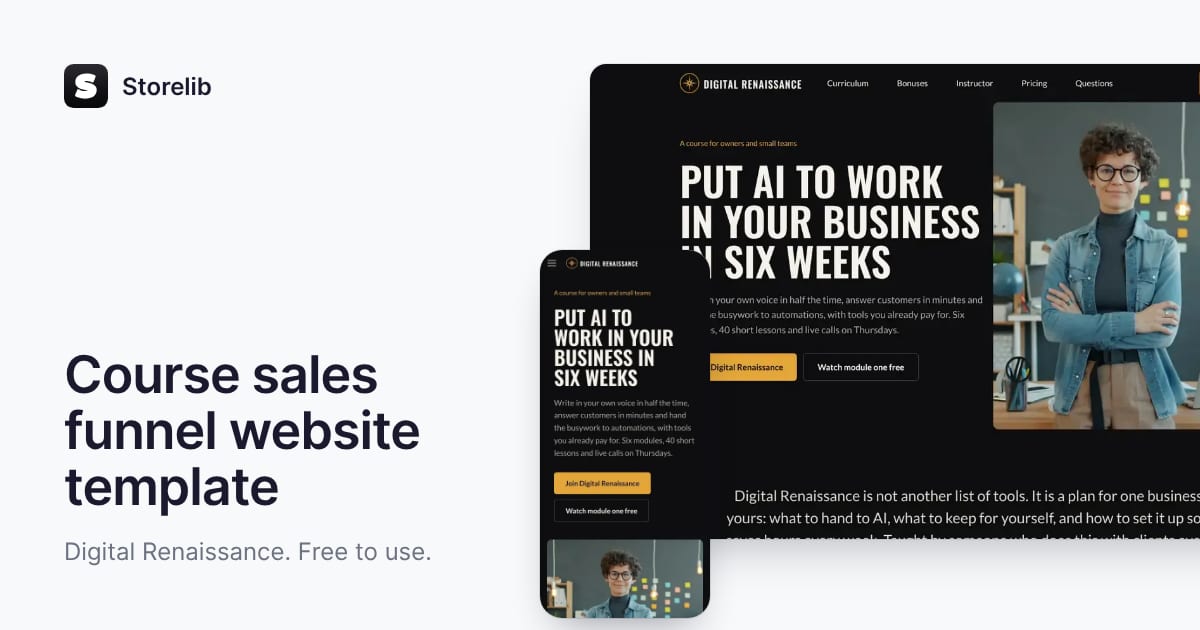 Storelib
Course sales
funnel website
template
Digital Renaissance. Free to use.
DIGITAL RENAISSANCE
Curriculum
Bonuses
Instructor
Pricing
Questions
A course for owners and small teams
PUT AI TO WORK
IN YOUR BUSINESS
IN SIX WEEKS
your own voice in half the time, answer customers in minutes and
busywork to automations, with tools you already pay for. Six
40 short lessons and live calls on Thursdays.
Digital Renaissance
Watch module one free
Digital Renaissance is not another list of tools. It is a plan for one business
yours: what to hand to AI, what to keep for yourself, and how to set it up so
DIGITAL RENAISSANCE
A course for owners and small teams
PUT AI TO
WORK IN YOUR
BUSINESS IN
SIX WEEKS
Write in your own voice in half the time,
answer customers in minutes and hand
the busywork to automations, with tools
you already pay for. Six modules, 40 short
lessons and live calls on Thursdays.
Join Digital Renaissance
Watch module one free